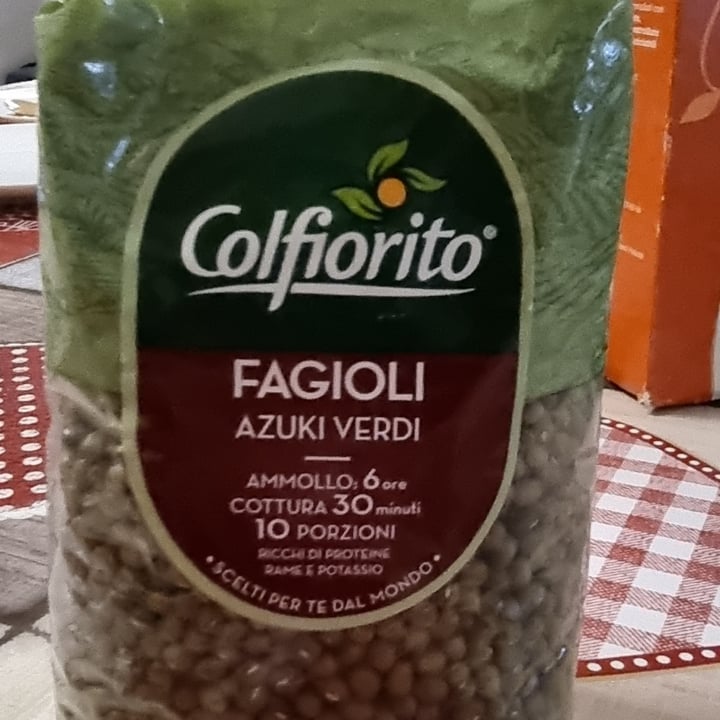 Colfiorito®
FAGIOLI
AZUKI VERDI
AMMOLLO: 6 ore
COTTURA 30 minuti
10 PORZIONI
RICCHI DI PROTEINE
RAME E POTASSIO
•SCELTI PER TE DAL MONDO•